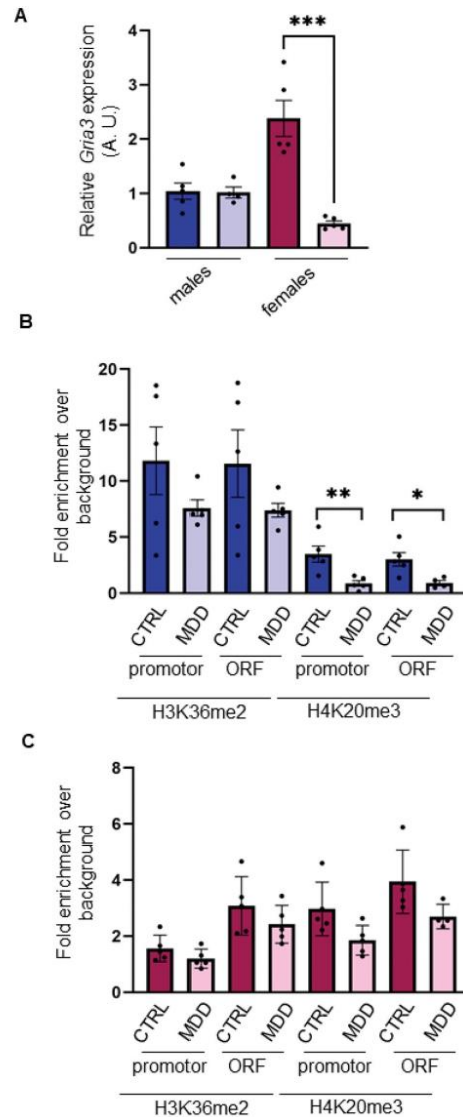 A
Relative Gria3 expression
(A. U.)
4
3
2
1
0
***
males
females
B
Fold enrichment over
background
20
15
10
5
0
**
*
CTRL
MDD
CTRL
MDD
CTRL
MDD
CTRL
MDD
promotor
ORF
promotor
ORF
H3K36me2
H4K20me3
C
Fold enrichment over
background
8
6
4
2
0
CTRL
MDD
CTRL
MDD
CTRL
MDD
CTRL
MDD
promotor
ORF
promotor
ORF
H3K36me2
H4K20me3